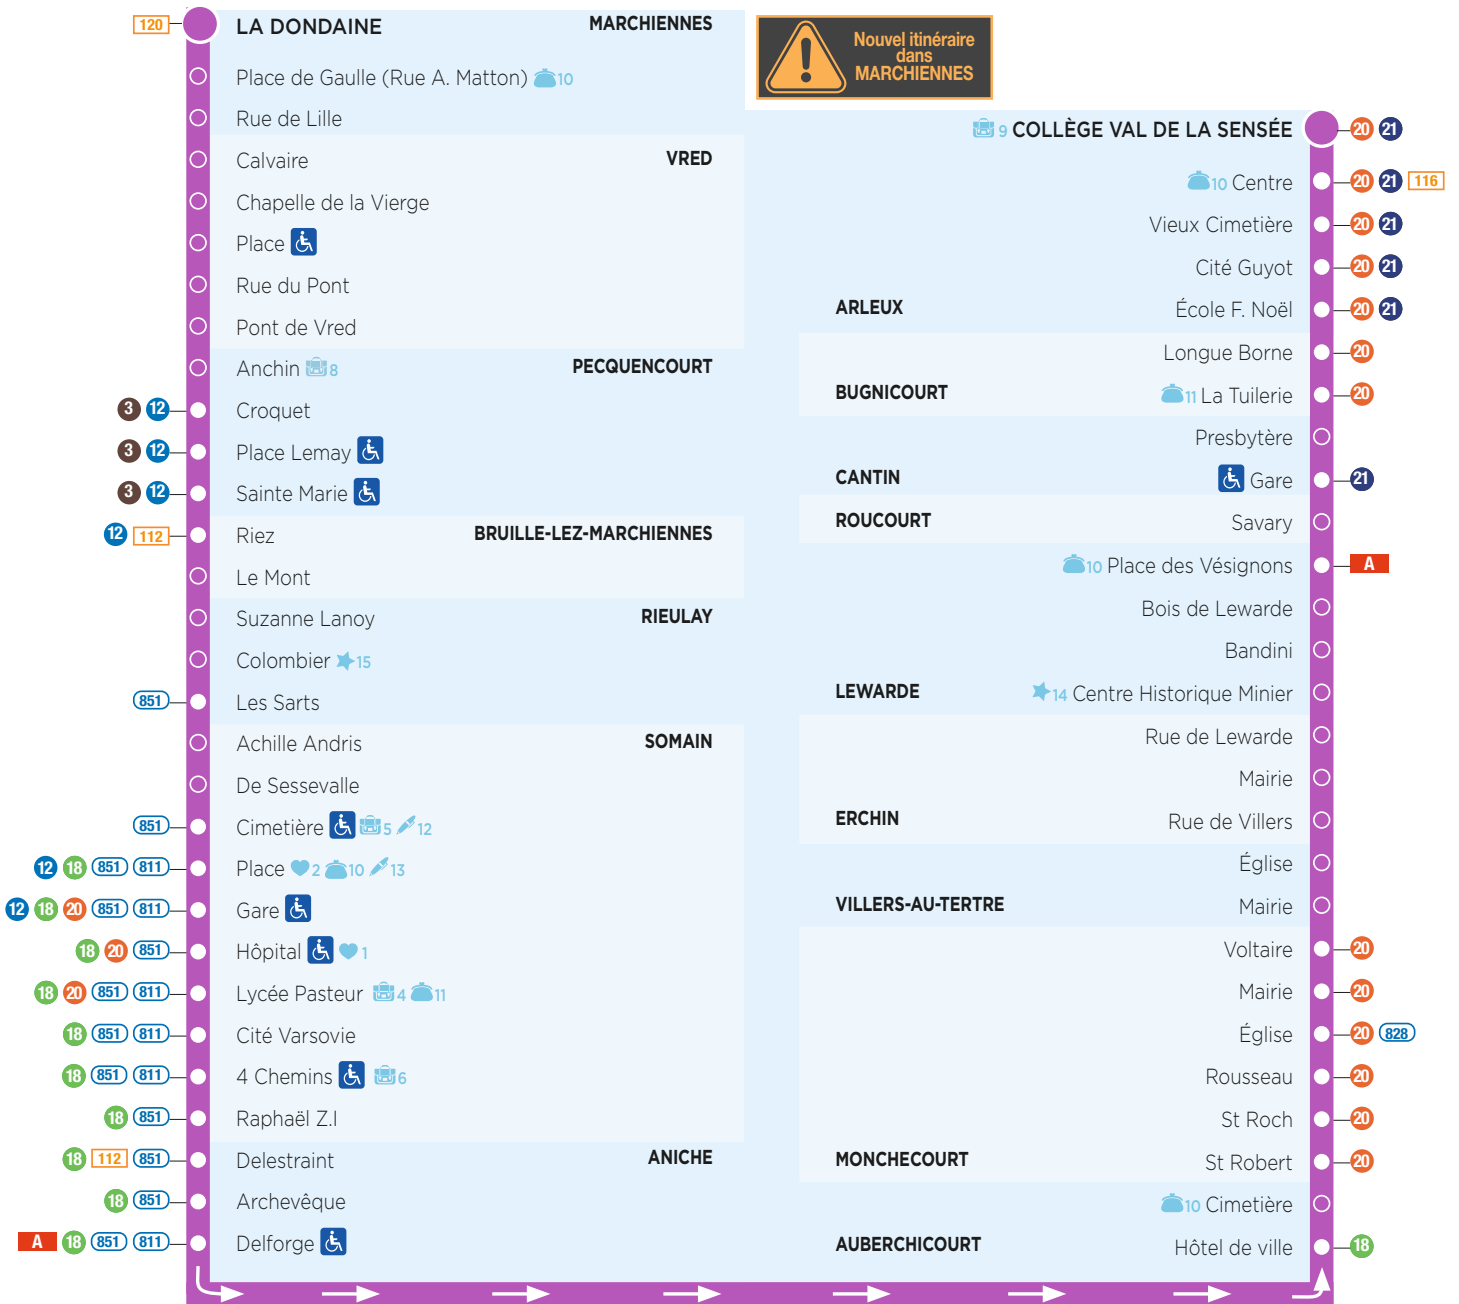 120 LA DONDAINE MARCHIENNES
Place de Gaulle (Rue A. Matton) 10
Rue de Lille
Calvaire VRED
Chapelle de la Vierge
Place
Rue du Pont
Pont de Vred
Anchin 8 PECQUENCOURT
3 12 Croquet
3 12 Place Lemay
3 12 Sainte Marie
12 112 Riez BRUILLE-LEZ-MARCHIENNES
Le Mont
Suzanne Lanoy RIEULAY
Colombier 15
851 Les Sarts
Achille Andris SOMAIN
De Sessevalle
851 Cimetière 5 12
12 18 851 811 Place 2 10 13
12 18 20 851 811 Gare
18 20 851 Hôpital 1
18 20 851 811 Lycée Pasteur 4 11
18 851 811 Cité Varsovie
18 851 811 4 Chemins 6
18 851 Raphaël Z.I
18 112 851 Delestraint ANICHE
18 851 Archevêque
A 18 851 811 Delforge
Nouvel itinéraire
dans
MARCHIENNES
9 COLLÈGE VAL DE LA SENSÉE 20 21
10 Centre 20 21 116
Vieux Cimetière 20 21
Cité Guyot 20 21
ARLEUX École F. Noël 20 21
Longue Borne 20
BUGNICOURT 11 La Tuilerie 20
Presbytère
CANTIN Gare 21
ROUCOURT Savary
10 Place des Vésignons A
Bois de Lewarde
Bandini
LEWARDE 14 Centre Historique Minier
Rue de Lewarde
Mairie
ERCHIN Rue de Villers
Église
VILLERS-AU-TERTRE Mairie
Voltaire 20
Mairie 20
Église 20 828
Rousseau 20
St Roch 20
MONCHECOURT St Robert 20
10 Cimetière
AUBERCHICOURT Hôtel de ville 18